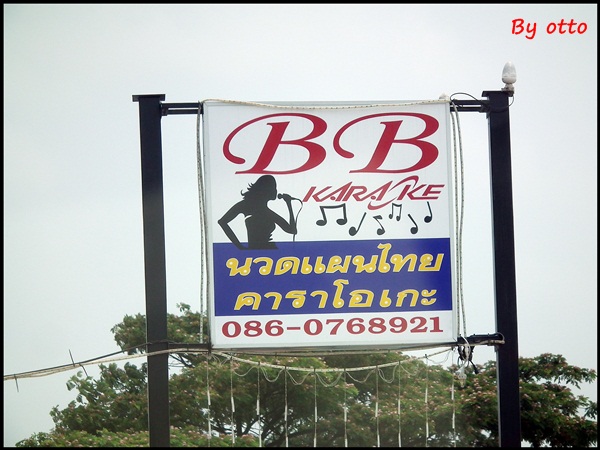 By otto
BB
KARAOKE
นวดแผนไทย
คาราโอเกะ
086-0768921